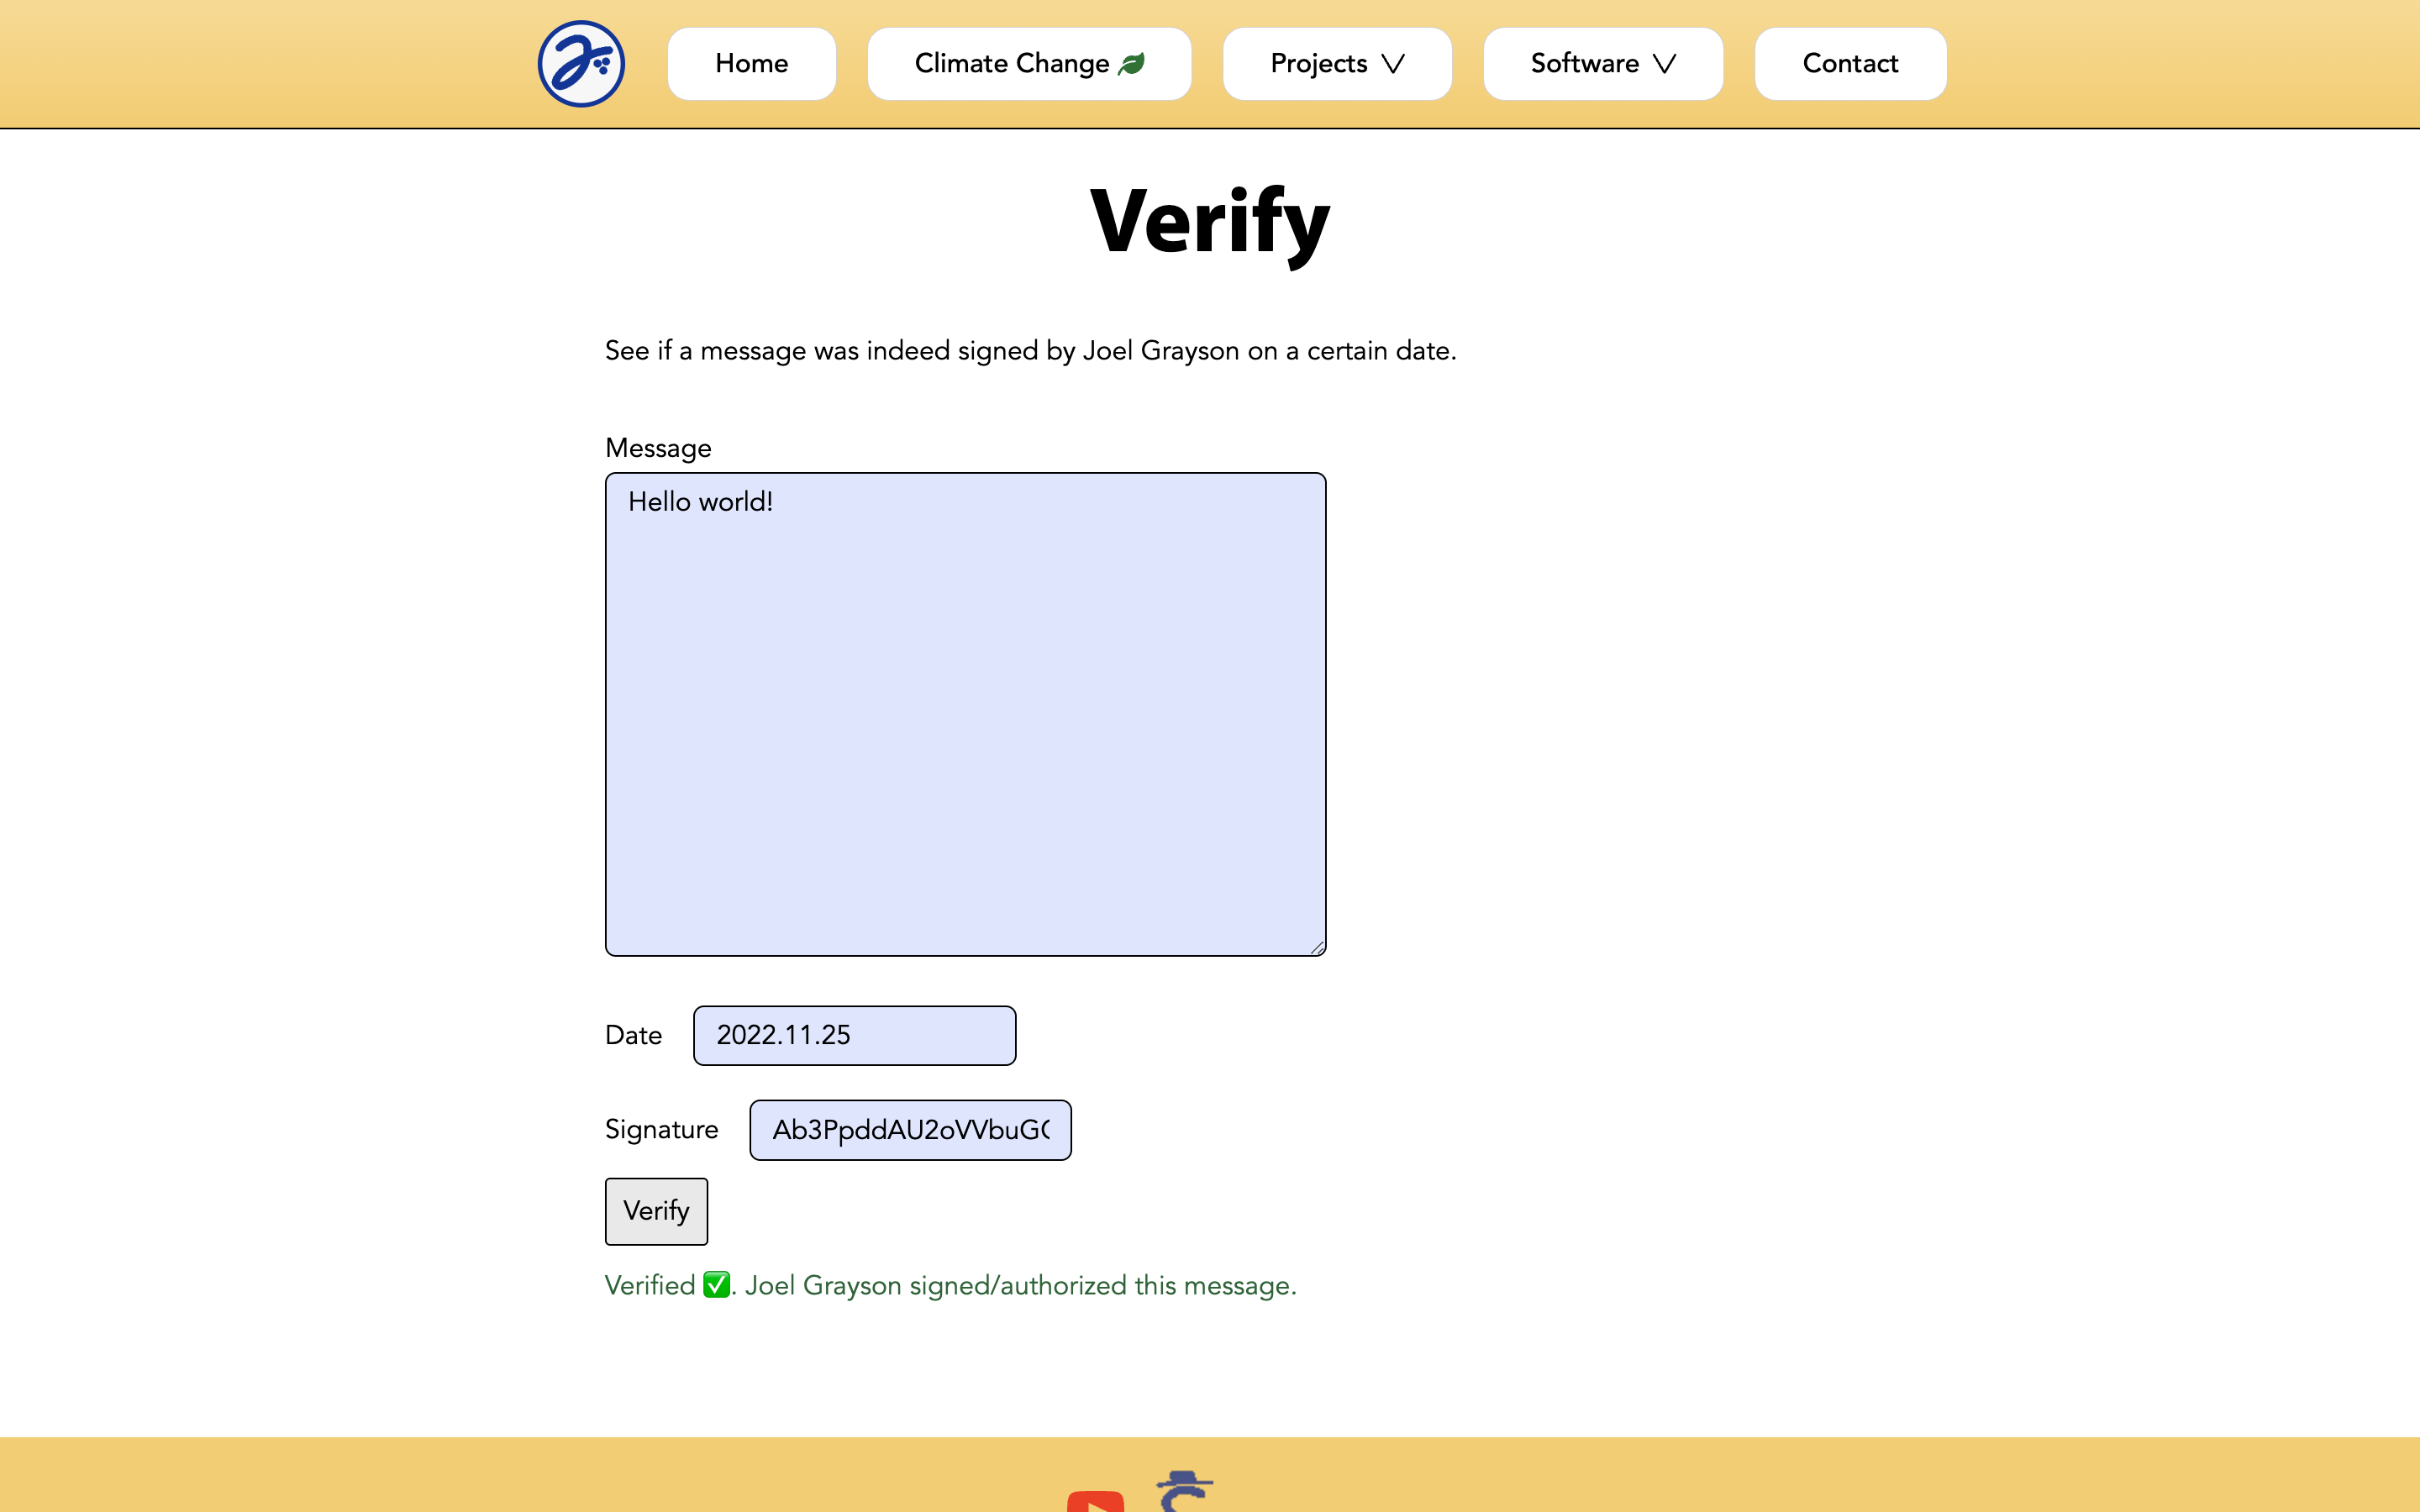 Home
Climate Change
Projects
Software
Contact
Verify
See if a message was indeed signed by Joel Grayson on a certain date.
Message
Hello world!
Date 2022.11.25
Signature Ab3PpddAU2oVVbuG
Verify
Verified ✅. Joel Grayson signed/authorized this message.